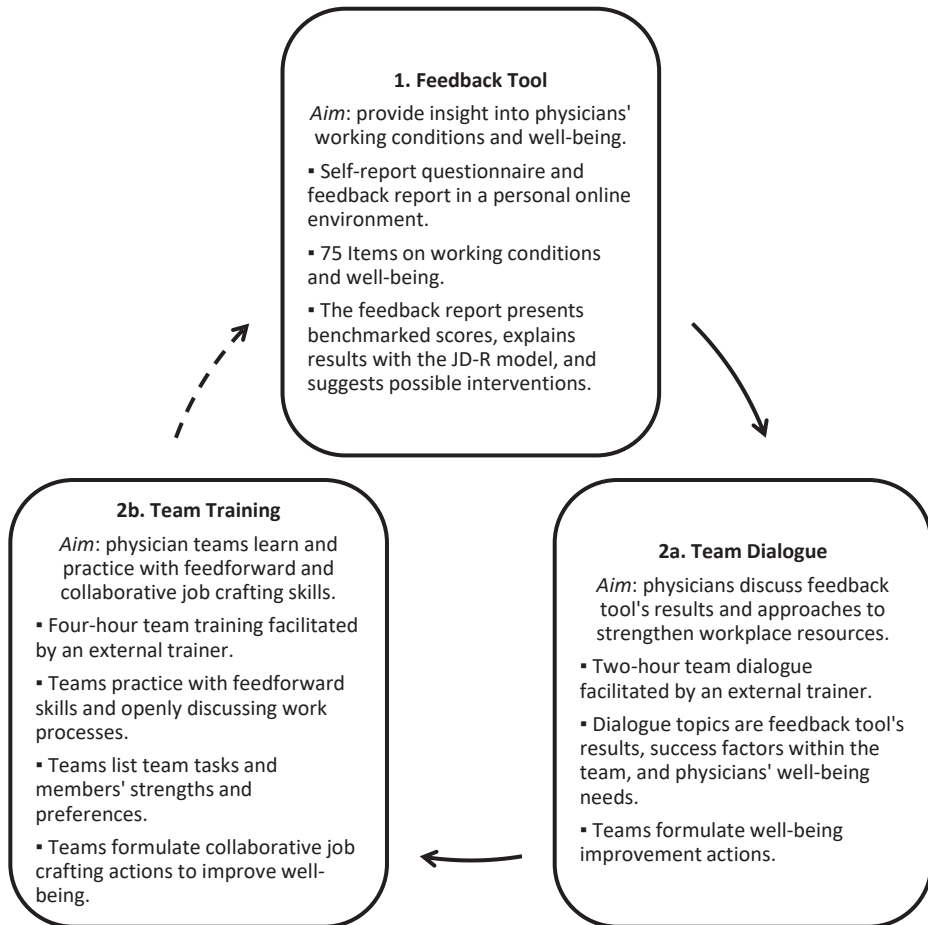 1. Feedback Tool
Aim: provide insight into physicians'
working conditions and well-being.
▪ Self-report questionnaire and
feedback report in a personal online
environment.
▪ 75 Items on working conditions
and well-being.
▪ The feedback report presents
benchmarked scores, explains
results with the JD-R model, and
suggests possible interventions.
2a. Team Dialogue
Aim: physicians discuss feedback
tool's results and approaches to
strengthen workplace resources.
▪ Two-hour team dialogue
facilitated by an external trainer.
▪ Dialogue topics are feedback tool's
results, success factors within the
team, and physicians' well-being
needs.
▪ Teams formulate well-being
improvement actions.
2b. Team Training
Aim: physician teams learn and
practice with feedforward and
collaborative job crafting skills.
▪ Four-hour team training facilitated
by an external trainer.
▪ Teams practice with feedforward
skills and openly discussing work
processes.
▪ Teams list team tasks and
members' strengths and
preferences.
▪ Teams formulate collaborative job
crafting actions to improve well-
being.